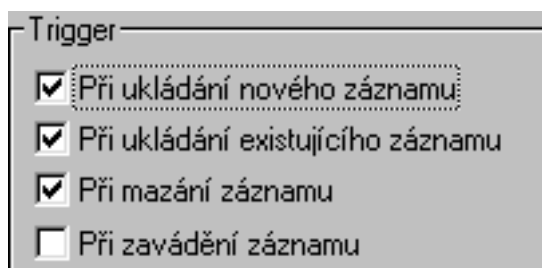 Trigger
Při ukládání nového záznamu
Při ukládání existujícího záznamu
Při mazání záznamu
Při zavádění záznamu